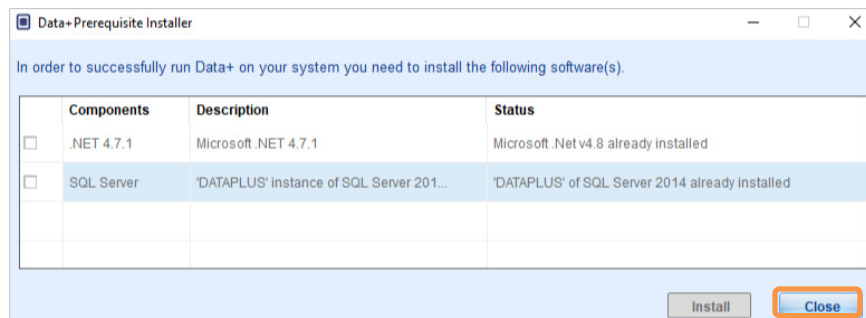 Data+Prerequisite Installer
In order to successfully run Data+ on your system you need to install the following software(s).
Components Description Status
.NET 4.7.1 Microsoft .NET 4.7.1 Microsoft .Net v4.8 already installed
SQL Server 'DATAPLUS' instance of SQL Server 201... 'DATAPLUS' of SQL Server 2014 already installed
Install Close